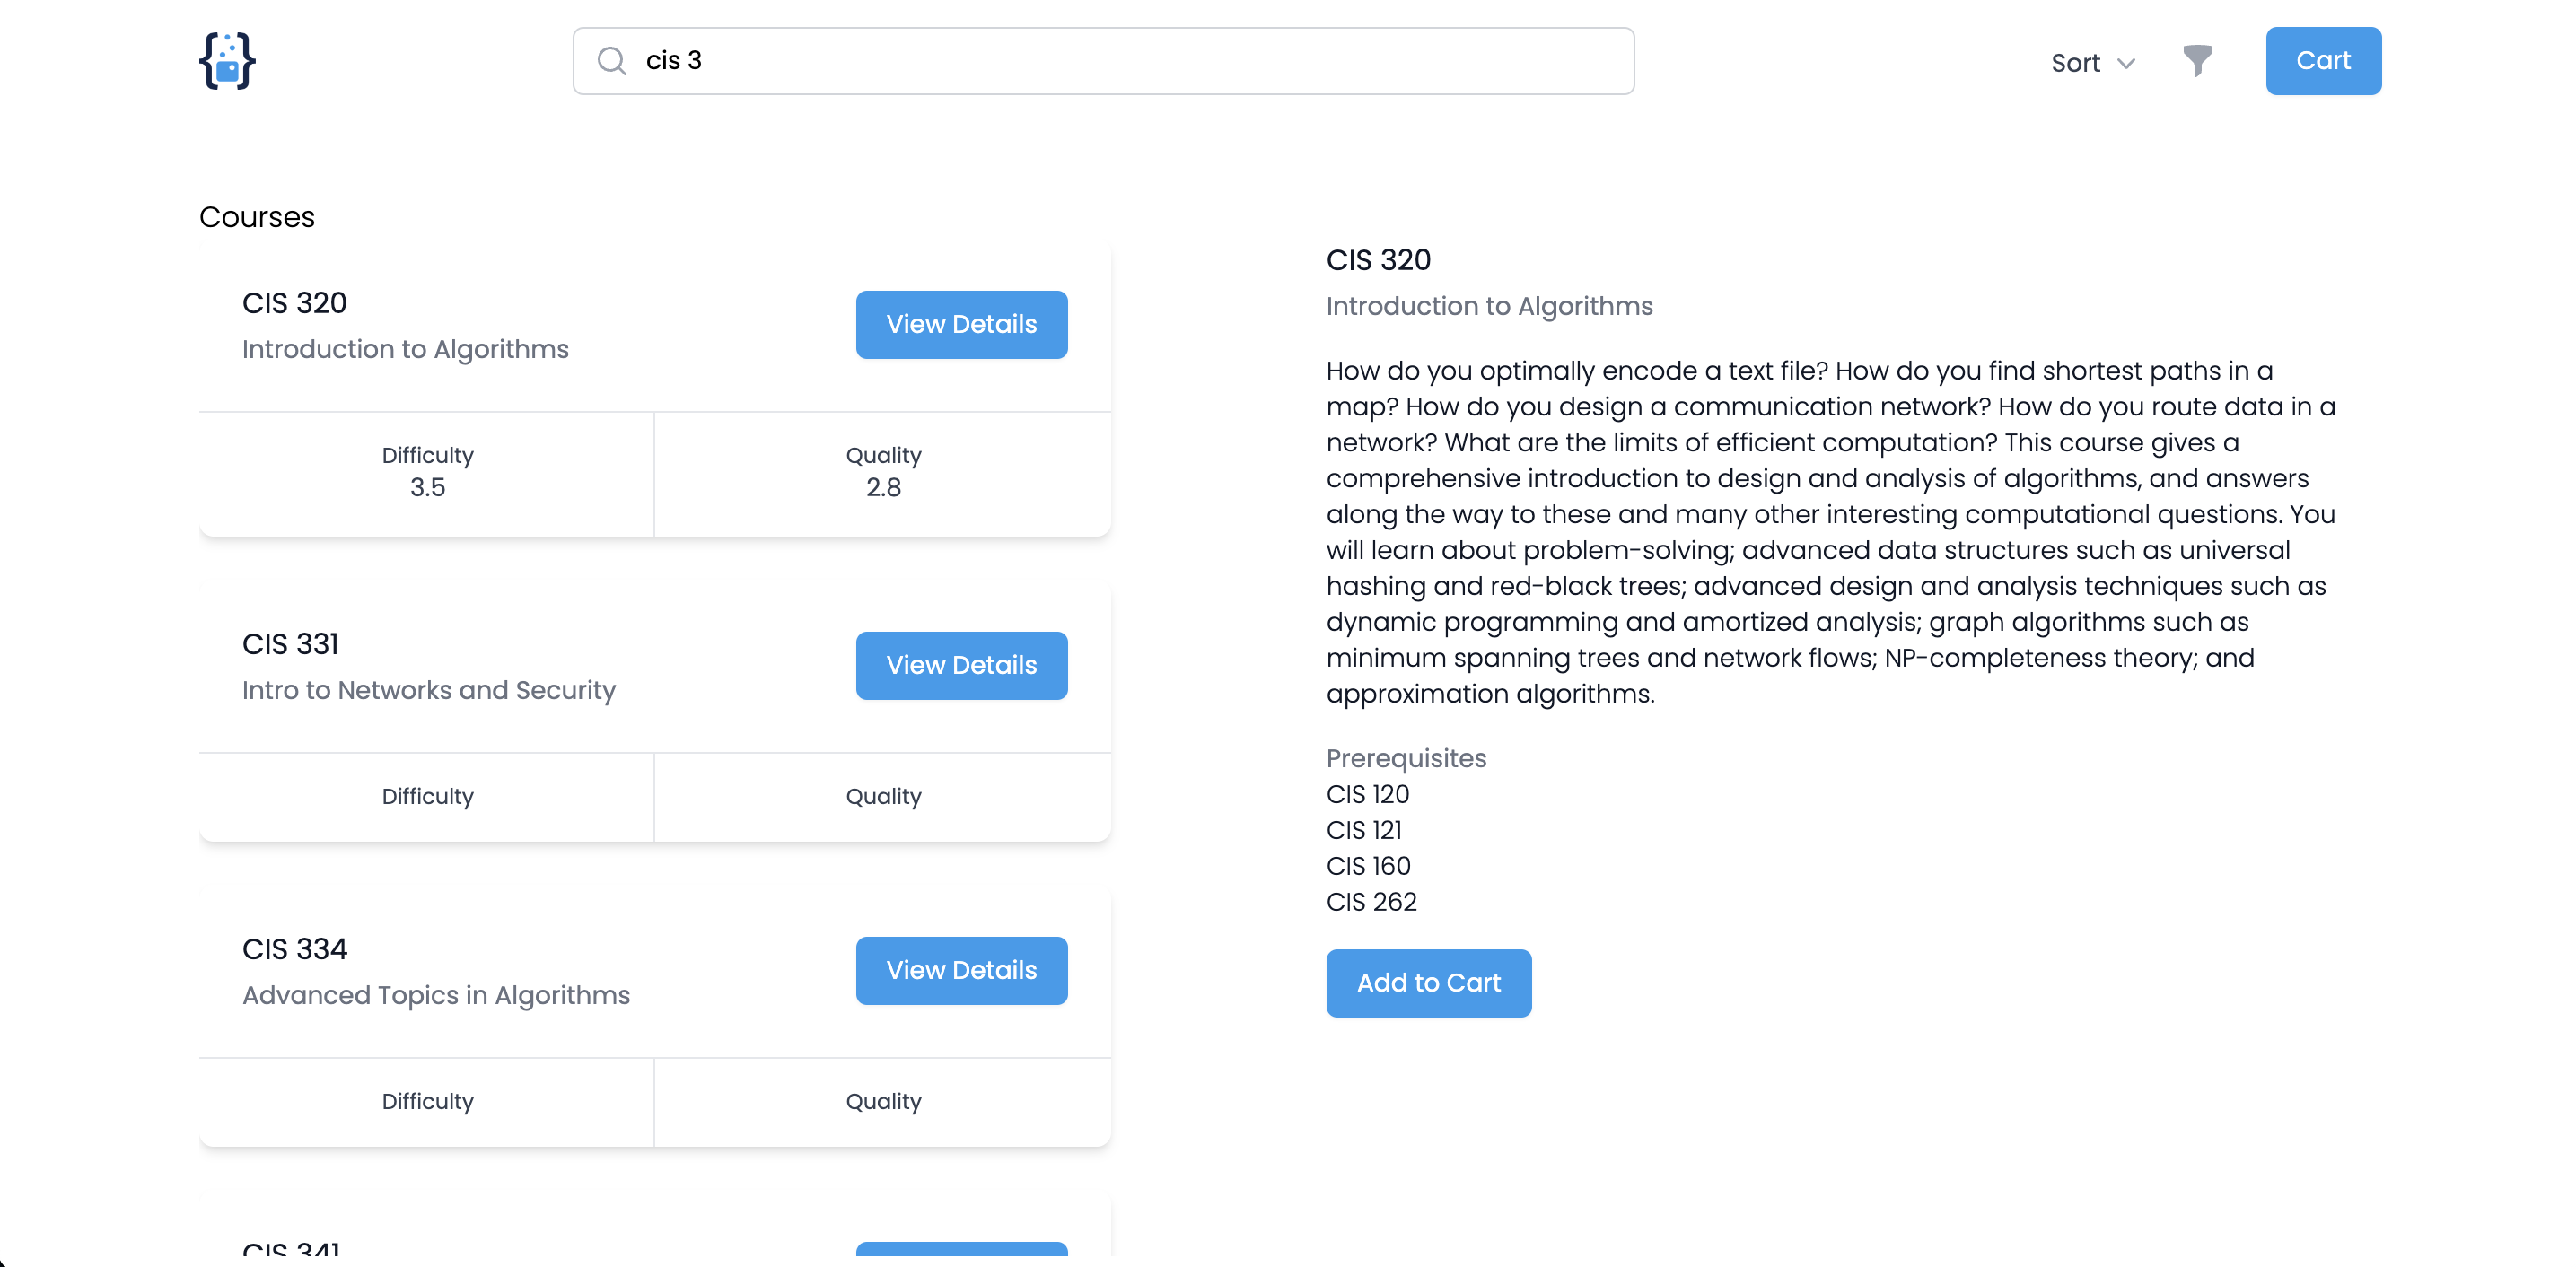 cis 3
Sort
Cart
Courses
CIS 320
Introduction to Algorithms
View Details
Difficulty
3.5
Quality
2.8
CIS 331
Intro to Networks and Security
View Details
Difficulty
Quality
CIS 334
Advanced Topics in Algorithms
View Details
Difficulty
Quality
CIS 341
CIS 320
Introduction to Algorithms
How do you optimally encode a text file? How do you find shortest paths in a
map? How do you design a communication network? How do you route data in a
network? What are the limits of efficient computation? This course gives a
comprehensive introduction to design and analysis of algorithms, and answers
along the way to these and many other interesting computational questions. You
will learn about problem-solving; advanced data structures such as universal
hashing and red-black trees; advanced design and analysis techniques such as
dynamic programming and amortized analysis; graph algorithms such as
minimum spanning trees and network flows; NP-completeness theory; and
approximation algorithms.
Prerequisites
CIS 120
CIS 121
CIS 160
CIS 262
Add to Cart